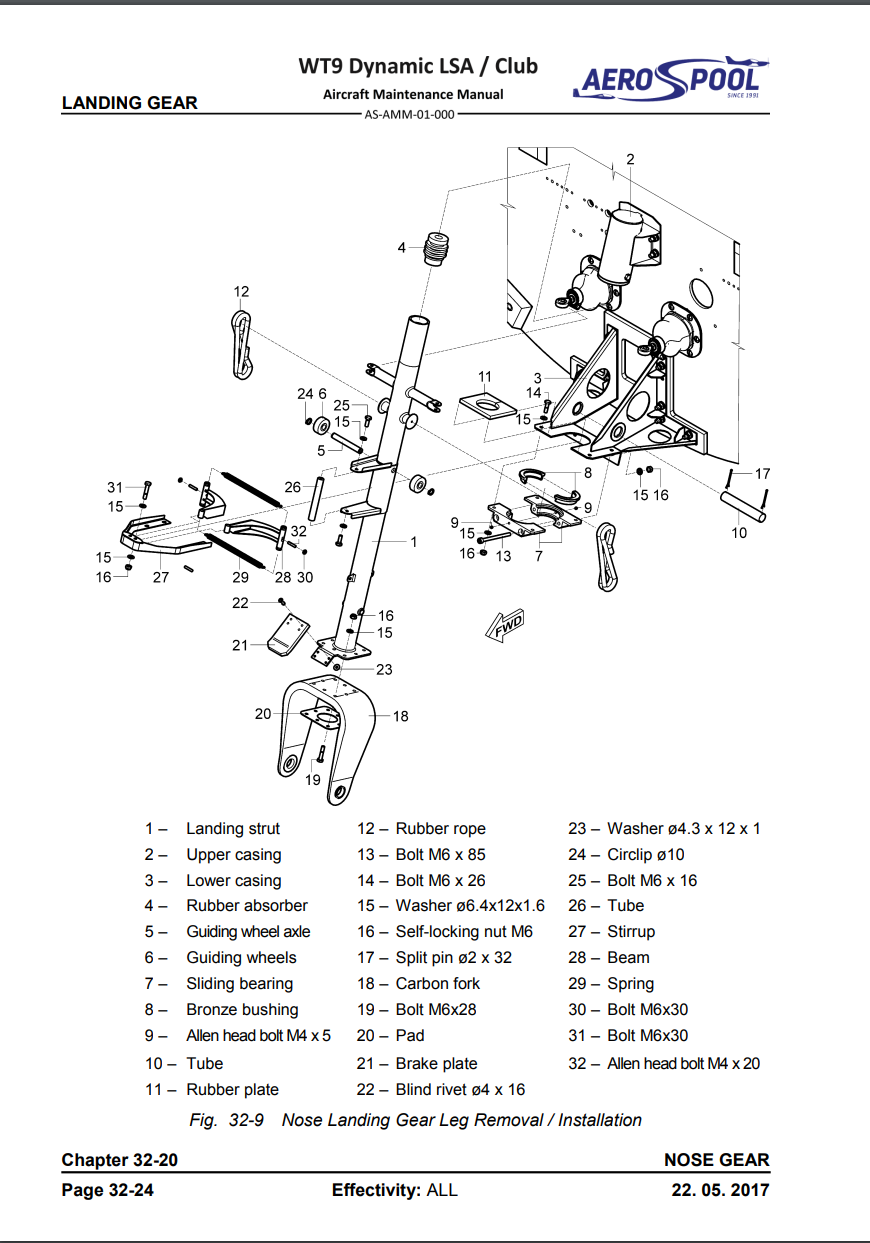 WT9 Dynamic LSA / Club
AEROSPOOL
SINCE 1991
Aircraft Maintenance Manual
LANDING GEAR
AS-AMM-01-000
2
4
12
11
3
14
15
24 6
25
15
5
8
17
31
26
15
9
9
15 16
10
32
15
1
15
16
13
7
16
27
29
28 30
22
16
FWD
15
21
23
20
18
19
1 – Landing strut
2 – Upper casing
3 – Lower casing
4 – Rubber absorber
5 – Guiding wheel axle
6 – Guiding wheels
7 – Sliding bearing
8 – Bronze bushing
9 – Allen head bolt M4 x 5
10 – Tube
11 – Rubber plate
12 – Rubber rope
13 – Bolt M6 x 85
14 – Bolt M6 x 26
15 – Washer ø6.4x12x1.6
16 – Self-locking nut M6
17 – Split pin ø2 x 32
18 – Carbon fork
19 – Bolt M6x28
20 – Pad
21 – Brake plate
22 – Blind rivet ø4 x 16
23 – Washer ø4.3 x 12 x 1
24 – Circlip ø10
25 – Bolt M6 x 16
26 – Tube
27 – Stirrup
28 – Beam
29 – Spring
30 – Bolt M6x30
31 – Bolt M6x30
32 – Allen head bolt M4 x 20
Fig. 32-9 Nose Landing Gear Leg Removal / Installation
Chapter 32-20 NOSE GEAR
Page 32-24 Effectivity: ALL 22. 05. 2017